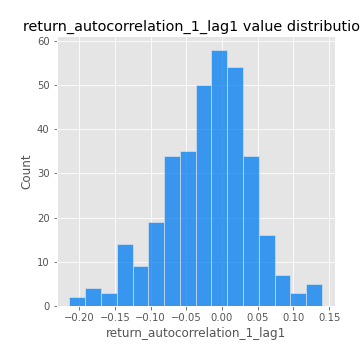 return_autocorrelation_1_lag1 value distributio
60
50
40
30
20
10
0
Count
−0.20 −0.15 −0.10 −0.05 0.00 0.05 0.10 0.15
return_autocorrelation_1_lag1